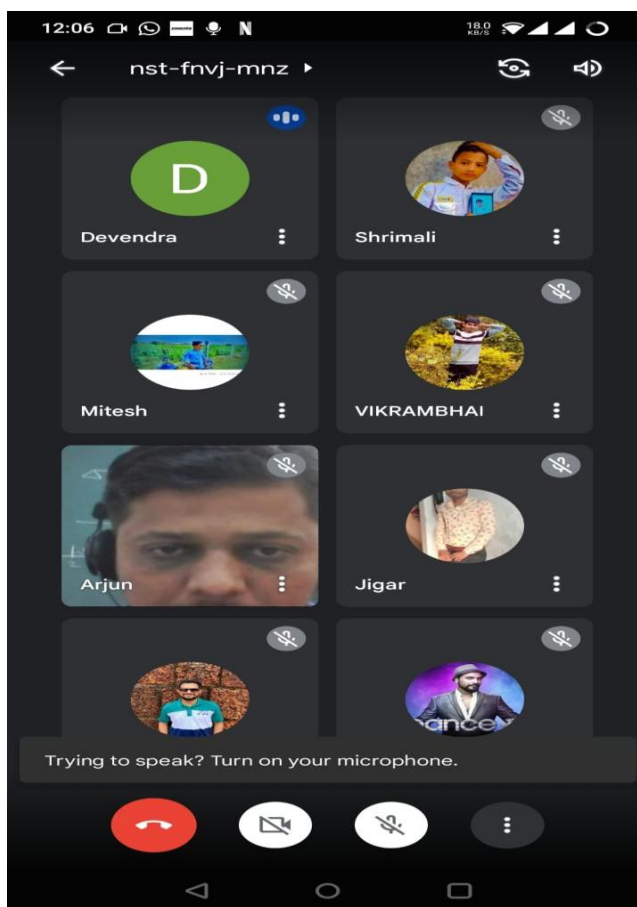 12:06 N 18.0 KB/S
nst-fnvj-mnz
D
Devendra Shrimali
Mitesh VIKRAMBHAI
Arjun Jigar
ance
Trying to speak? Turn on your microphone.